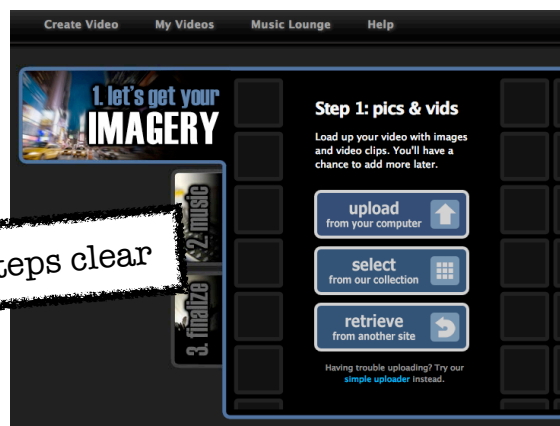 Create Video My Videos Music Lounge Help
1. let's get your
IMAGERY
2. music
3. finalize
steps clear
Step 1: pics & vids
Load up your video with images
and video clips. You'll have a
chance to add more later.
upload
from your computer
select
from our collection
retrieve
from another site
Having trouble uploading? Try our
simple uploader instead.